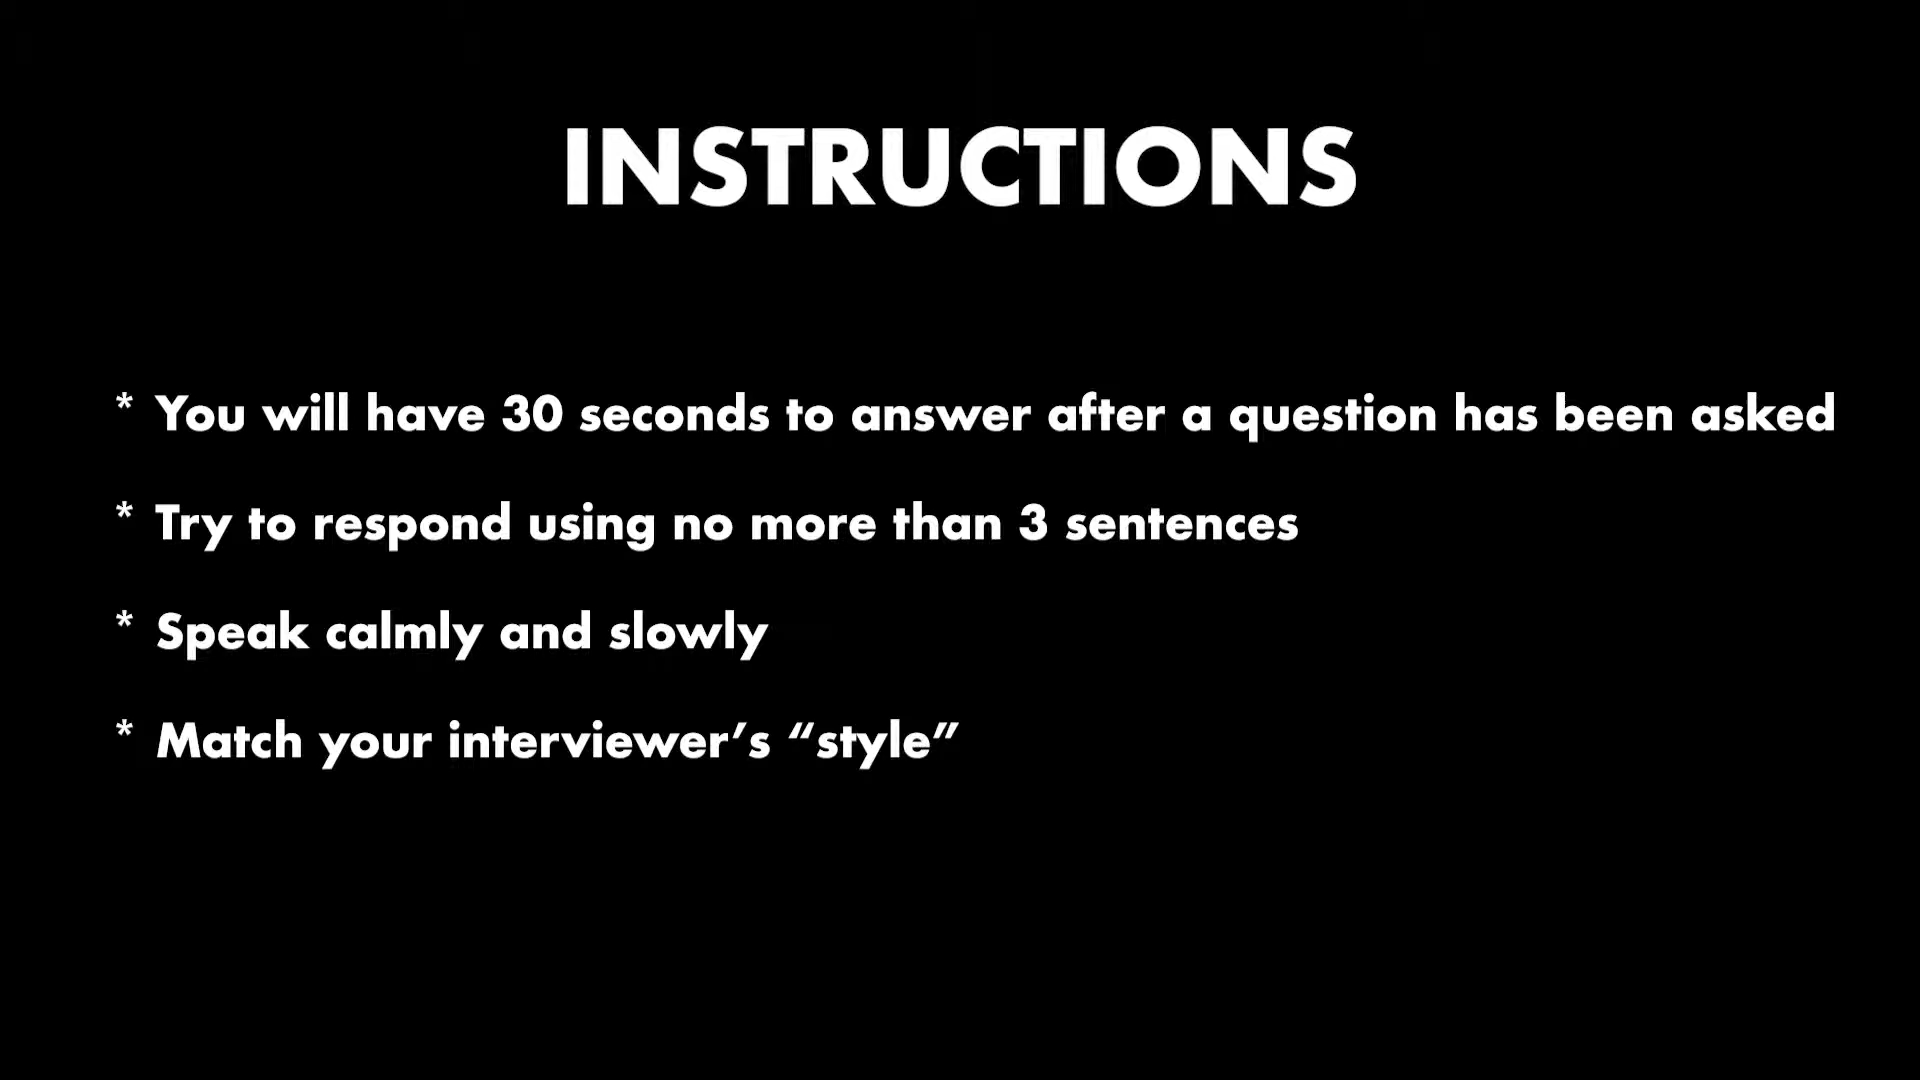 INSTRUCTIONS
* You will have 30 seconds to answer after a question has been asked
* Try to respond using no more than 3 sentences
* Speak calmly and slowly
* Match your interviewer’s “style”